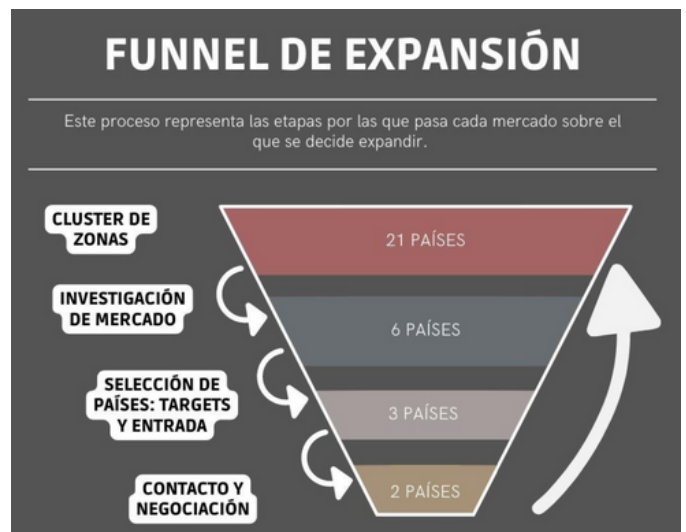 FUNNEL DE EXPANSIÓN
Este proceso representa las etapas por las que pasa cada mercado sobre el
que se decide expandir.
CLUSTER DE
ZONAS
21 PAÍSES
INVESTIGACIÓN
DE MERCADO
6 PAÍSES
SELECCIÓN DE
PAÍSES: TARGETS
Y ENTRADA
3 PAÍSES
CONTACTO Y
NEGOCIACIÓN
2 PAÍSES